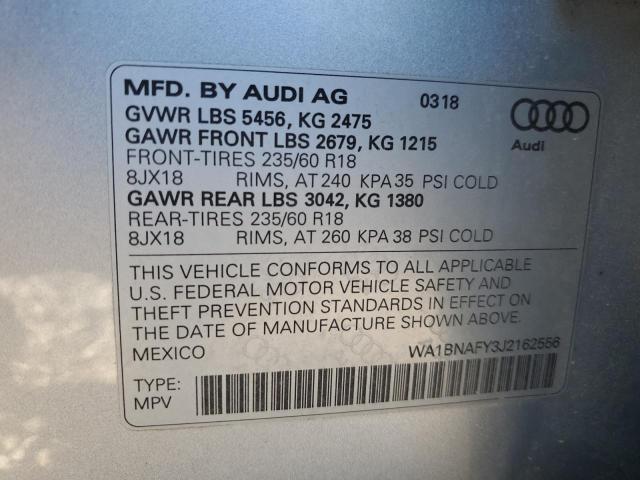 MFD. BY AUDI AG 0318
GVWR LBS 5456, KG 2475
GAWR FRONT LBS 2679, KG 1215
Audi
FRONT-TIRES 235/60 R18
8JX18 RIMS, AT 240 KPA 35 PSI COLD
GAWR REAR LBS 3042, KG 1380
REAR-TIRES 235/60 R18
8JX18 RIMS, AT 260 KPA 38 PSI COLD
THIS VEHICLE CONFORMS TO ALL APPLICABLE
U.S. FEDERAL MOTOR VEHICLE SAFETY AND
THEFT PREVENTION STANDARDS IN EFFECT ON
THE DATE OF MANUFACTURE SHOWN ABOVE.
MEXICO WA1BNAFY3J2162556
TYPE:
MPV